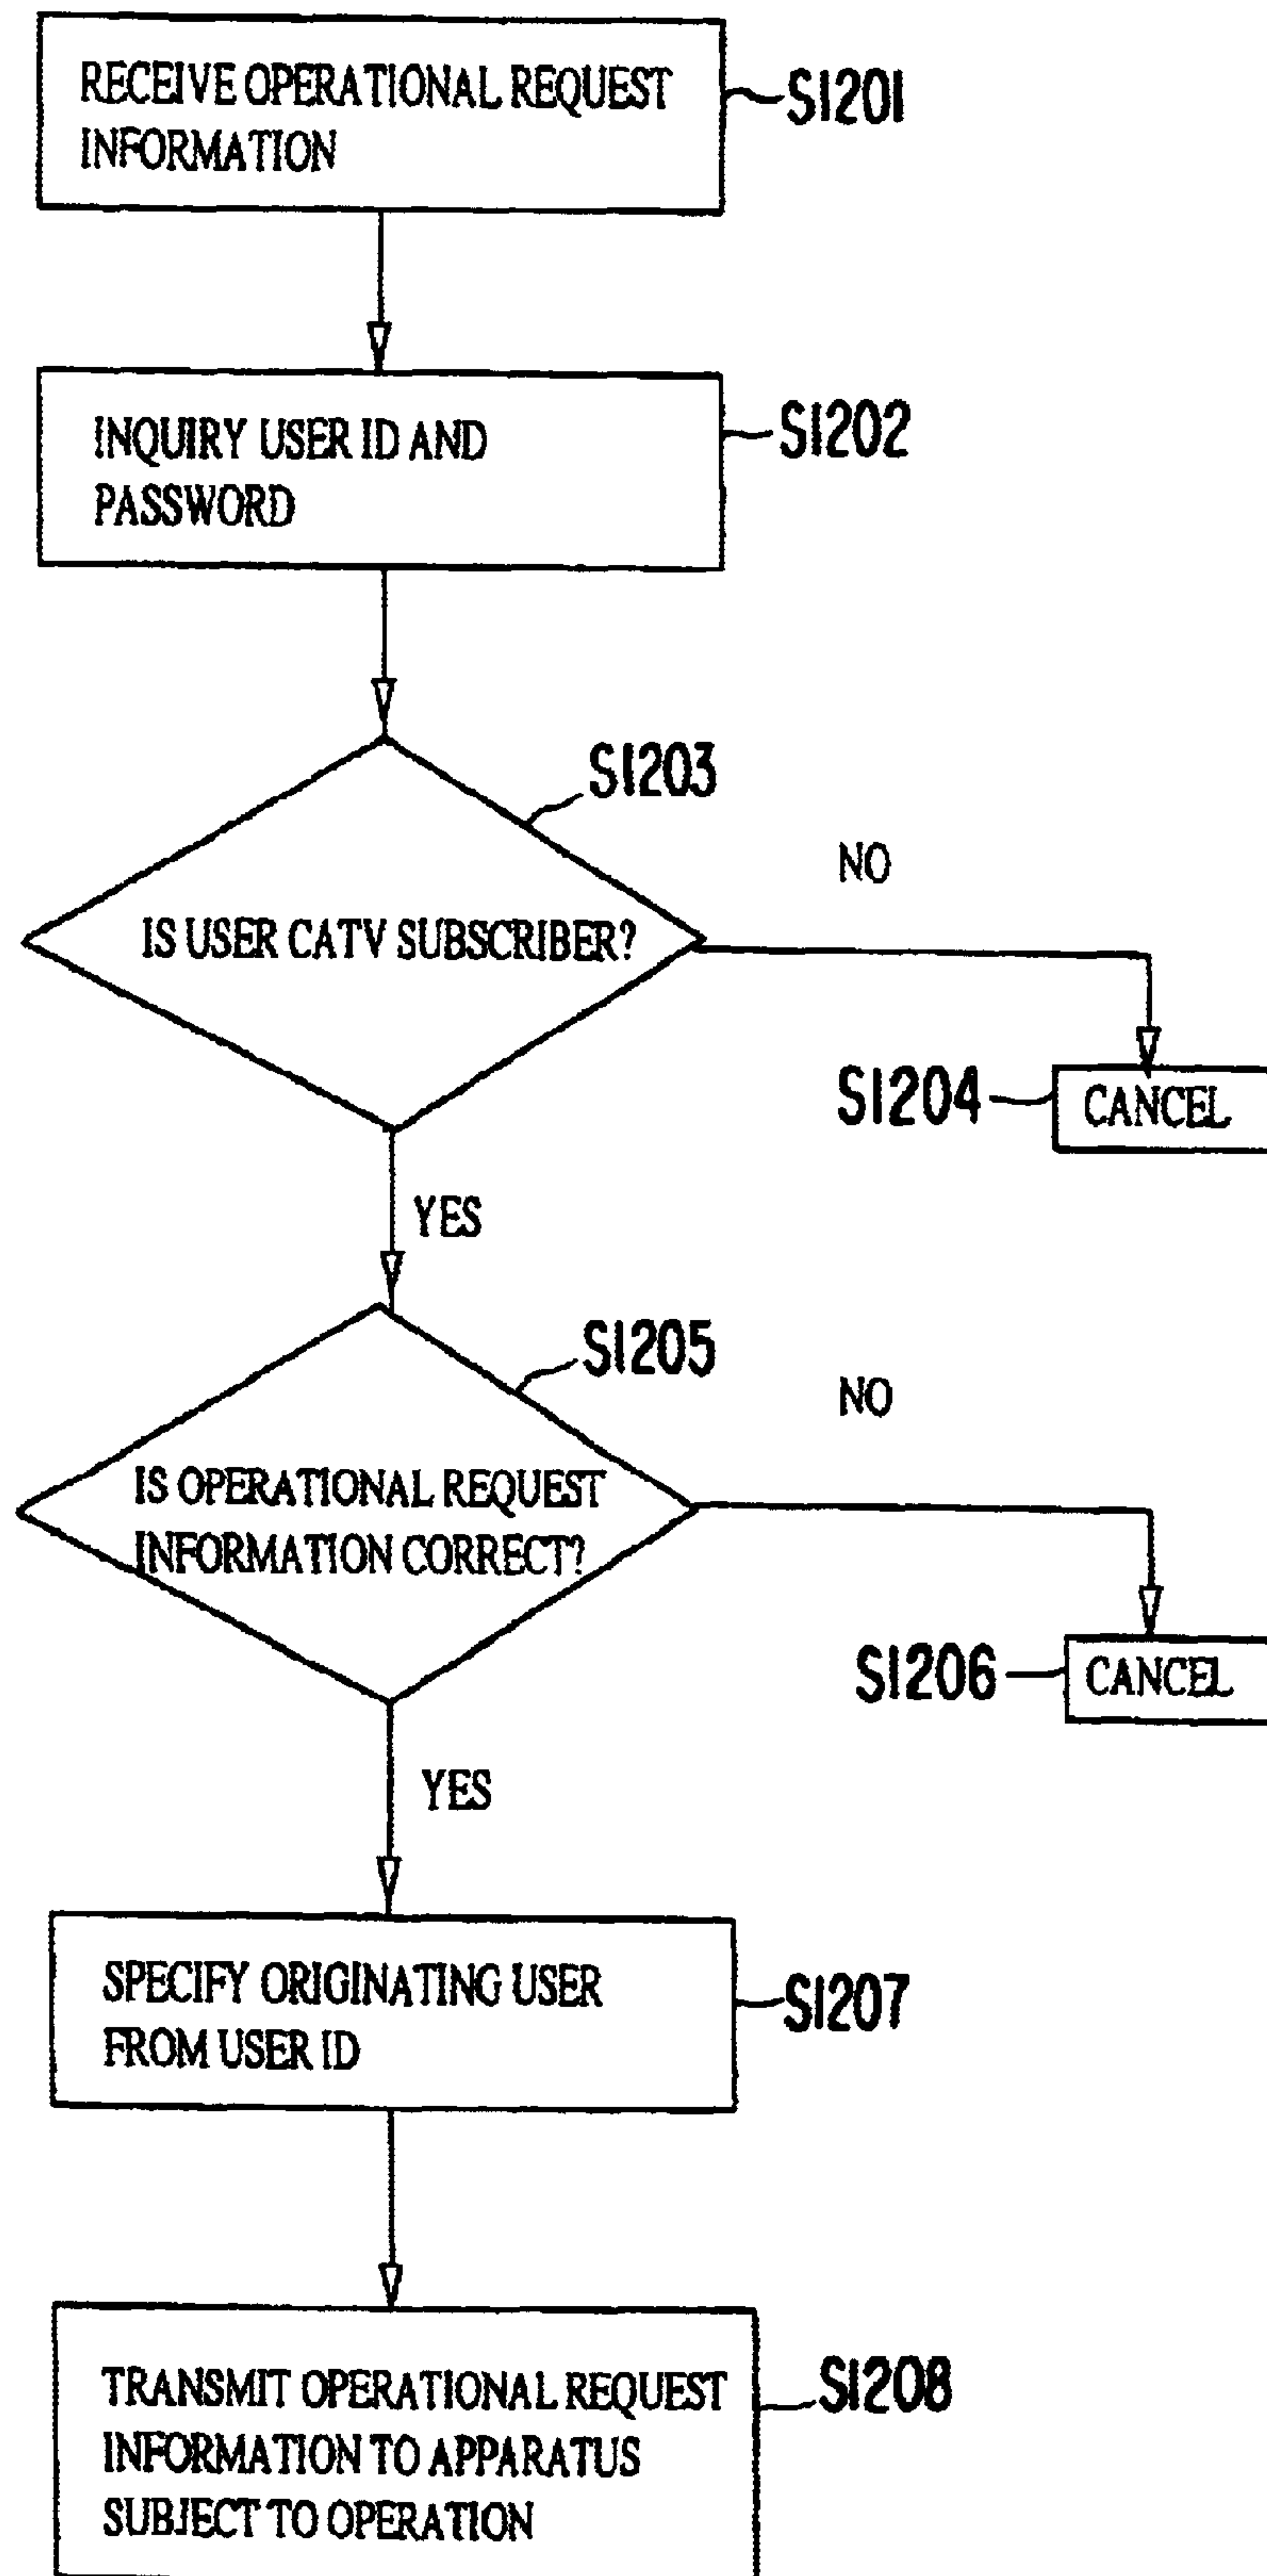 RECEIVE OPERATIONAL REQUEST
INFORMATION
S1201
INQUIRY USER ID AND
PASSWORD
S1202
S1203
IS USER CATV SUBSCRIBER?
NO
S1204
CANCEL
YES
S1205
IS OPERATIONAL REQUEST
INFORMATION CORRECT?
NO
S1206
CANCEL
YES
SPECIFY ORIGINATING USER
FROM USER ID
S1207
TRANSMIT OPERATIONAL REQUEST
INFORMATION TO APPARATUS
SUBJECT TO OPERATION
S1208